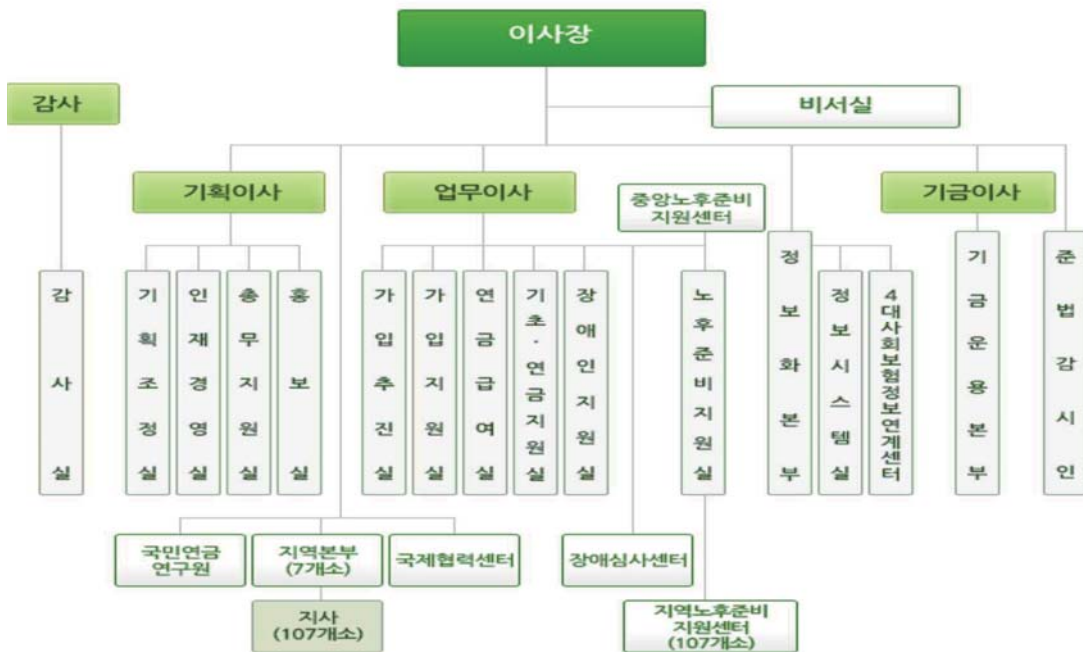 이사장
감사
비서실
기획이사
업무이사
중앙노후준비
지원센터
기금이사
감사실
기획조정실
인재경영실
총무지원실
홍보실
가입추진실
가입지원실
연금급여실
기초·연금지원실
장애인지원실
노후준비지원실
정보화본부
정보시스템실
4대사회보험정보연계센터
기금운용본부
준법감시인
국민연금
연구원
지역본부
(7개소)
국제협력센터
장애심사센터
지사
(107개소)
지역노후준비
지원센터
(107개소)